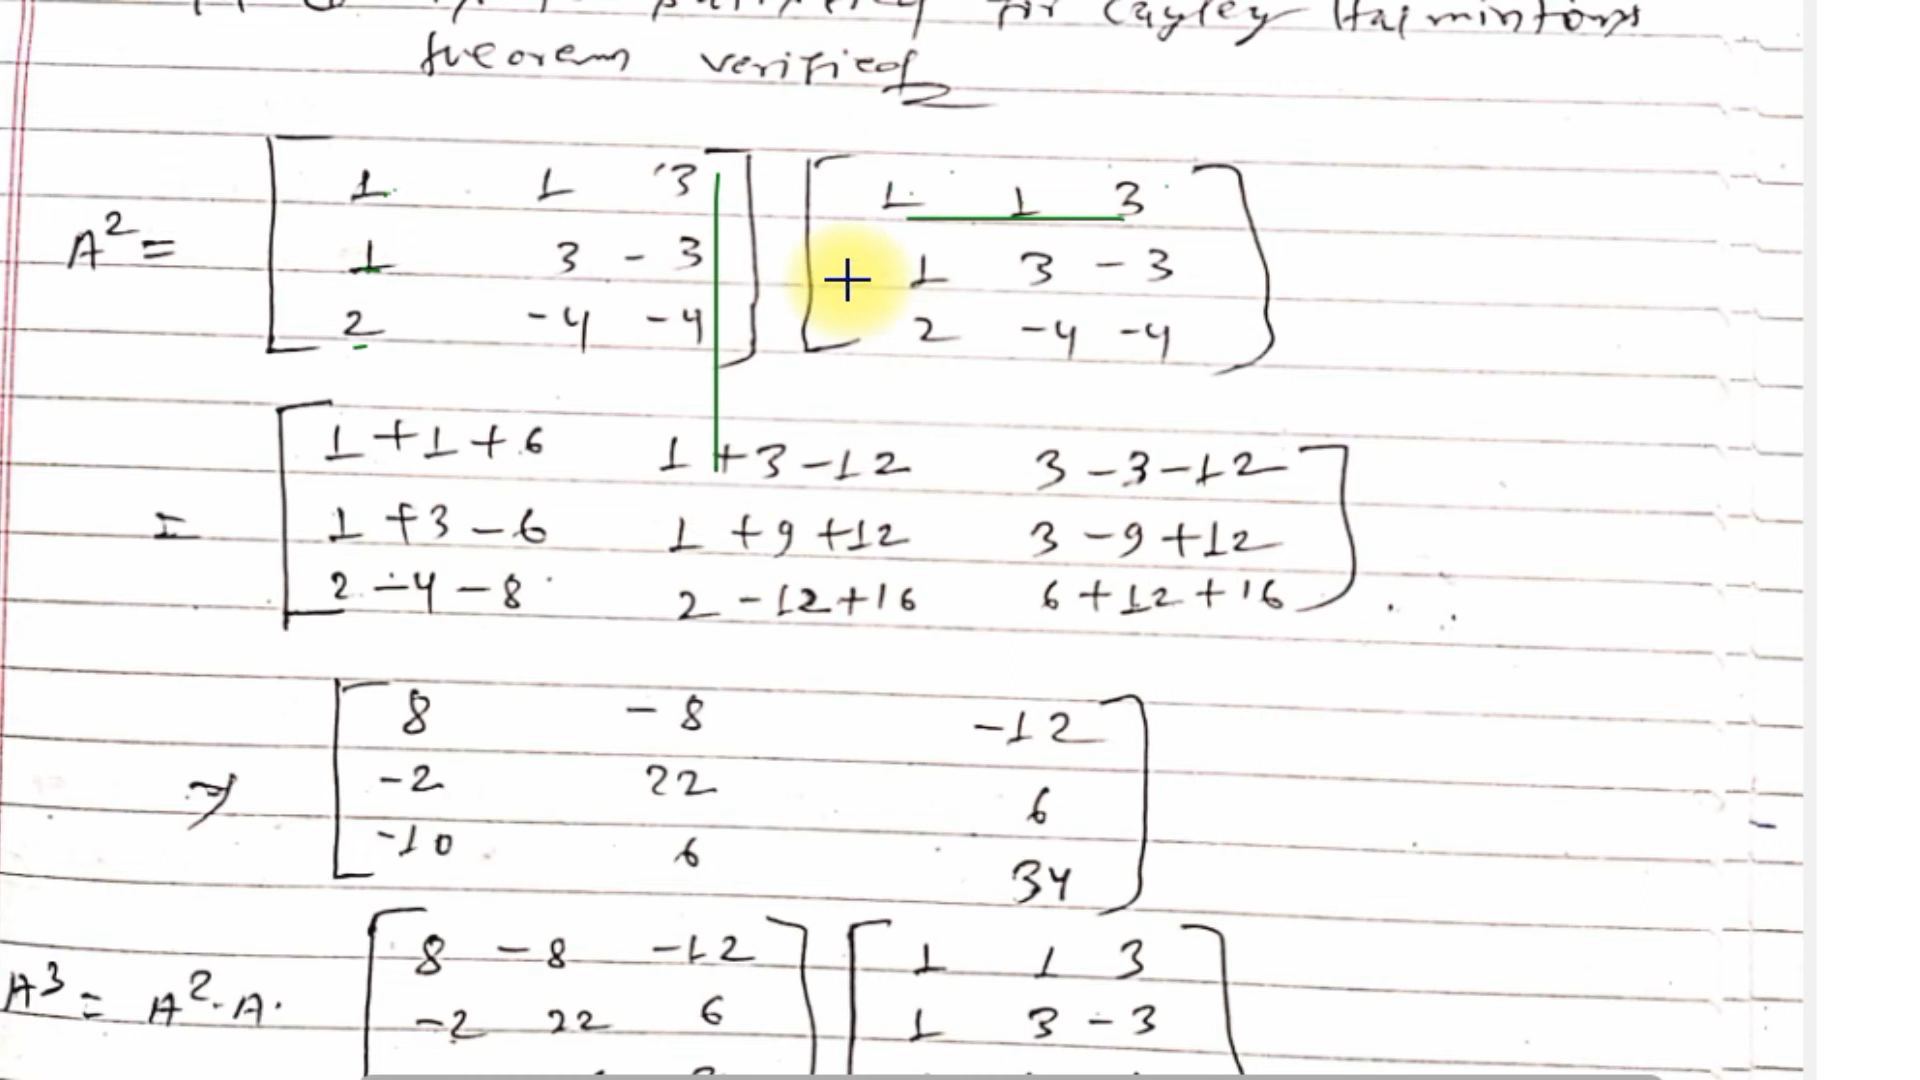 for Cayley Halmintons
theorem verified
A² = [ 1 1 3 ] [ 1 1 3 ]
1 3 -3 1 3 -3
2 -4 -4 2 -4 -4
1+1+6 1+3-12 3-3-12
= 1+3-6 1+9+12 3-9+12
2-4-8 2-12+16 6+12+16
8 -8 -12
⇒ -2 22 6
-10 6 34
8 -8 -12 1 1 3
A³ = A².A. -2 22 6 1 3 -3